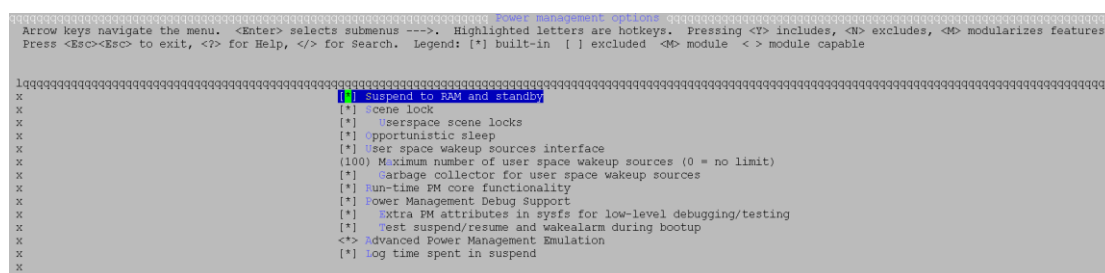 qqqqqqqqqqqqqqqqqqqqqqqqqqqqqqqqqqqqqqqqqqqqqqqqqqqqqqqqqqqqqqqqqqqqqqqqqqqqqqqq Power management options qqqqqqqqqqqqqqqqqqqqqqqqqqqqqqqqqqqqqqqqqqqqqqqqqqqqqqqqqqqqqqqqqqqqqqqqqq
Arrow keys navigate the menu. <Enter> selects submenus --->. Highlighted letters are hotkeys. Pressing <Y> includes, <N> excludes, <M> modularizes features
Press <Esc><Esc> to exit, <?> for Help, </> for Search. Legend: [*] built-in [ ] excluded <M> module < > module capable
lqqqqqqqqqqqqqqqqqqqqqqqqqqqqqqqqqqqqqqqqqqqqqqqqqqqqqqqqqqqqqqqqqqqqqqqqqqqqqqqqqqqqqqqqqqqqqqqqqqqqqqqqqqqqqqqqqqqqqqqqqqqqqqqqqqqqqqqqqqqqqqqqqqqqqqqqqqqqqqqqqqqqqqqqqqqqqq
x [*] Suspend to RAM and standby
x [*] Scene lock
x [*] Userspace scene locks
x [*] Opportunistic sleep
x [*] User space wakeup sources interface
x (100) Maximum number of user space wakeup sources (0 = no limit)
x [*] Garbage collector for user space wakeup sources
x [*] Run-time PM core functionality
x [*] Power Management Debug Support
x [*] Extra PM attributes in sysfs for low-level debugging/testing
x [*] Test suspend/resume and wakealarm during bootup
x <*> Advanced Power Management Emulation
x [*] Log time spent in suspend
x